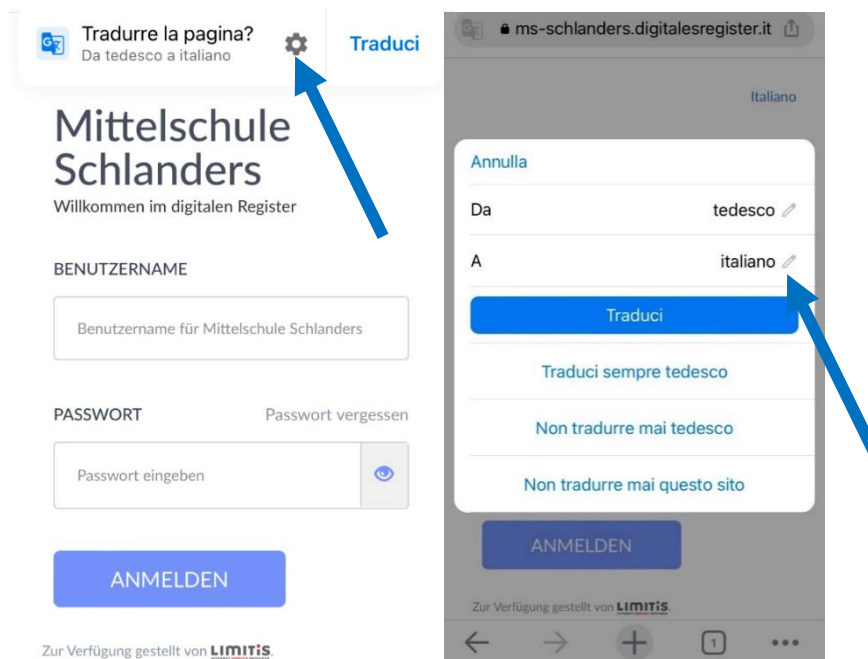 Tradurre la pagina?
Da tedesco a italiano
Traduci
Mittelschule
Schlanders
Willkommen im digitalen Register
BENUTZERNAME
Benutzername für Mittelschule Schlanders
PASSWORT Passwort vergessen
Passwort eingeben
ANMELDEN
Zur Verfügung gestellt von LIMITIS.
ms-schlanders.digitalesregister.it
Italiano
Annulla
Da tedesco
A italiano
Traduci
Traduci sempre tedesco
Non tradurre mai tedesco
Non tradurre mai questo sito
ANMELDEN
Zur Verfügung gestellt von LIMITIS.
1